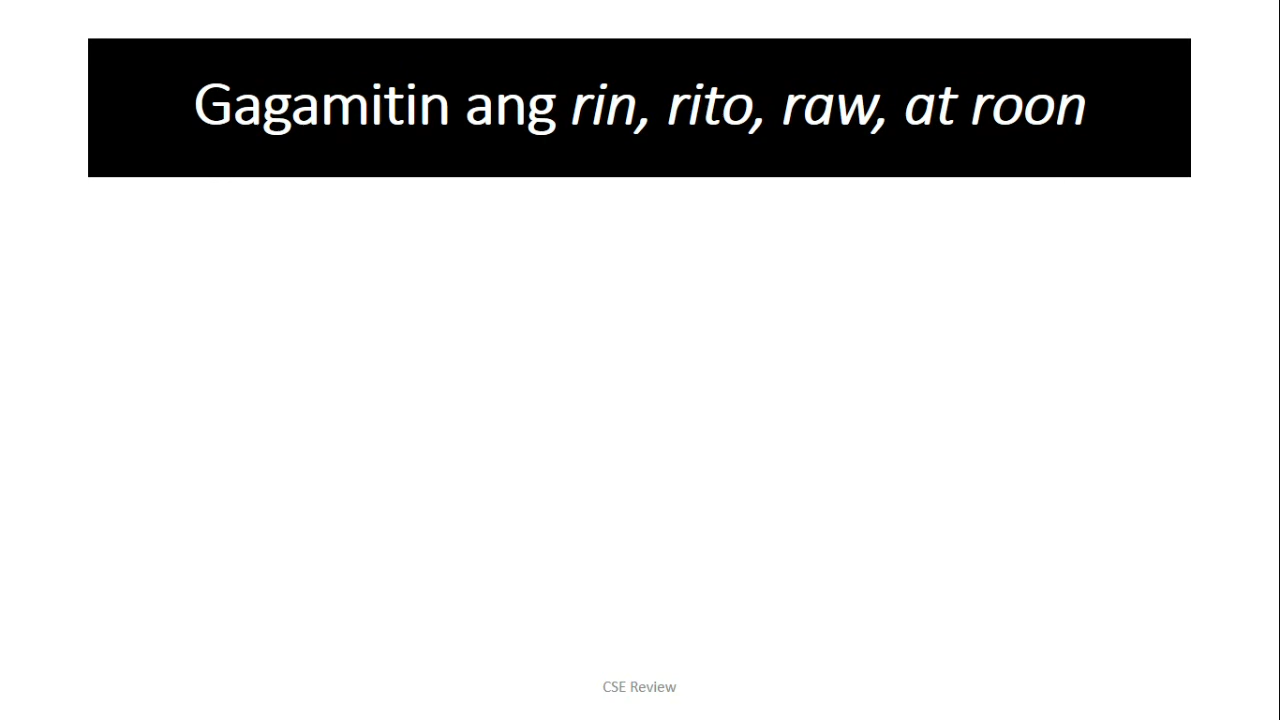 Gagamitin ang rin, rito, raw, at roon
CSE Review